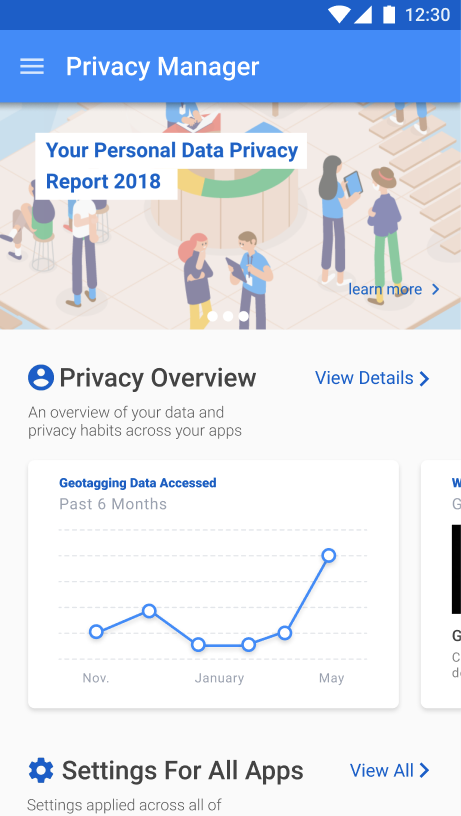 12:30
Privacy Manager
Your Personal Data Privacy
Report 2018
learn more
Privacy Overview
View Details
An overview of your data and
privacy habits across your apps
Geotagging Data Accessed
Past 6 Months
Nov.
January
May
W
G
G
C
Settings For All Apps
View All
Settings applied across all of